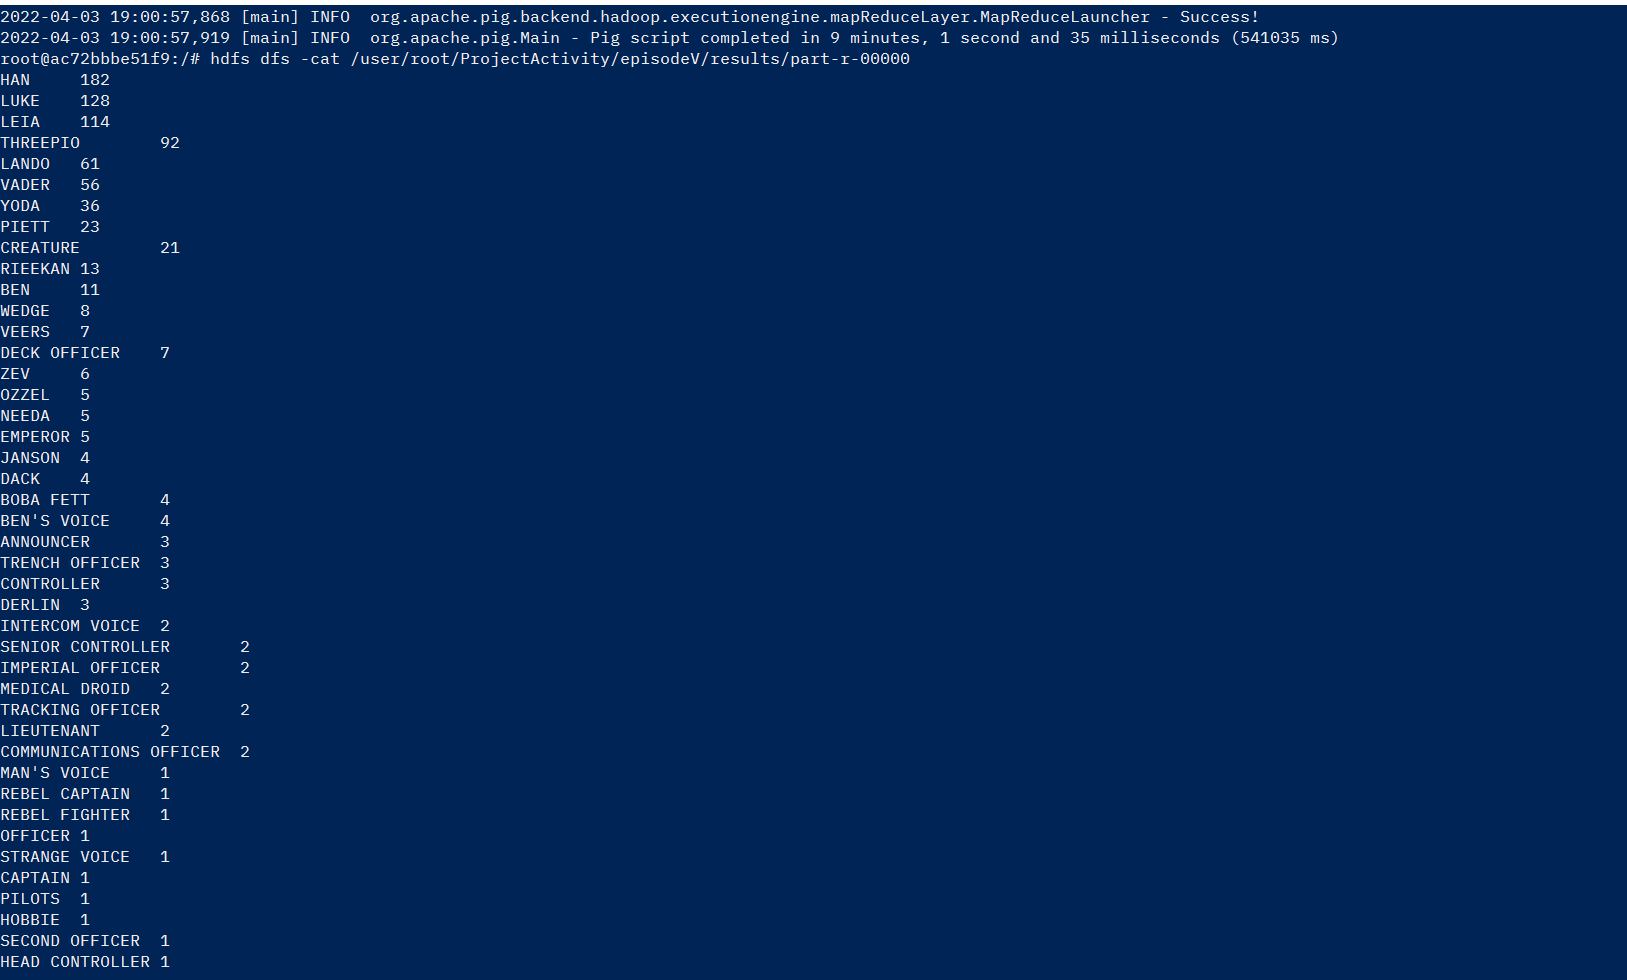 2022-04-03 19:00:57,868 [main] INFO  org.apache.pig.backend.hadoop.executionengine.mapReduceLayer.MapReduceLauncher - Success!
2022-04-03 19:00:57,919 [main] INFO  org.apache.pig.Main - Pig script completed in 9 minutes, 1 second and 35 milliseconds (541035 ms)
root@ac72bbbe51f9:/# hdfs dfs -cat /user/root/ProjectActivity/episodeV/results/part-r-00000
HAN     182
LUKE    128
LEIA    114
THREEPIO        92
LANDO   61
VADER   56
YODA    36
PIETT   23
CREATURE        21
RIEEKAN 13
BEN     11
WEDGE   8
VEERS   7
DECK OFFICER    7
ZEV     6
OZZEL   5
NEEDA   5
EMPEROR 5
JANSON  4
DACK    4
BOBA FETT       4
BEN'S VOICE     4
ANNOUNCER       3
TRENCH OFFICER  3
CONTROLLER      3
DERLIN  3
INTERCOM VOICE  2
SENIOR CONTROLLER       2
IMPERIAL OFFICER        2
MEDICAL DROID   2
TRACKING OFFICER        2
LIEUTENANT      2
COMMUNICATIONS OFFICER  2
MAN'S VOICE     1
REBEL CAPTAIN   1
REBEL FIGHTER   1
OFFICER 1
STRANGE VOICE   1
CAPTAIN 1
PILOTS  1
HOBBIE  1
SECOND OFFICER  1
HEAD CONTROLLER 1